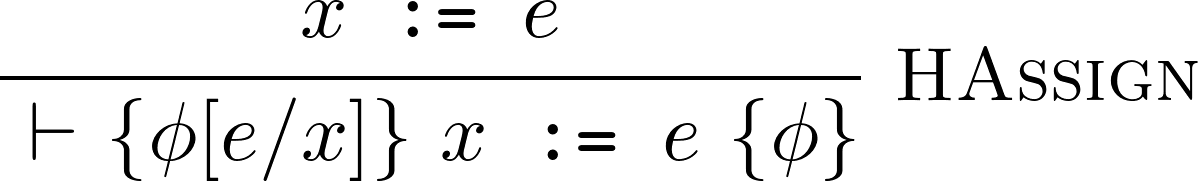 x := e
⊢ {ϕ[e/x]} x := e {ϕ} HASSIGN